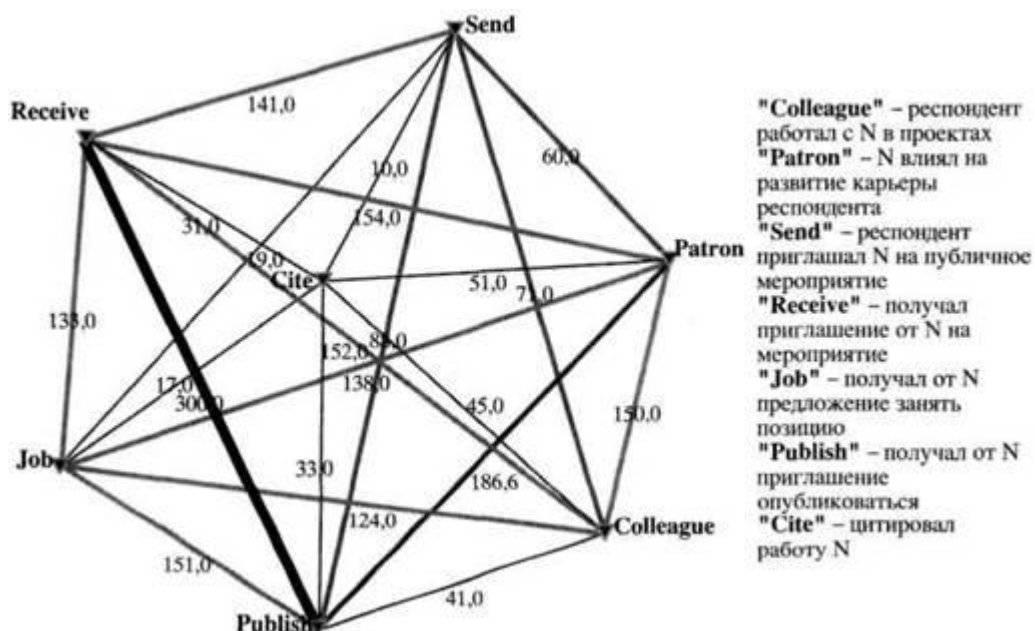 Send
141,0
Receive
10,0
60,0
31,0
154,0
19,0
Patron
Cite
51,0
71,0
133,0
152,0
138,0
17,0
300,0
45,0
150,0
Job
33,0
186,6
124,0
Colleague
151,0
41,0
Publish
"Colleague" – респондент
работал с N в проектах
"Patron" – N влиял на
развитие карьеры
респондента
"Send" – респондент
приглашал N на публичное
мероприятие
"Receive" – получал
приглашение от N на
мероприятие
"Job" – получал от N
предложение занять
позицию
"Publish" – получал от N
приглашение
опубликоваться
"Cite" – цитировал
работу N